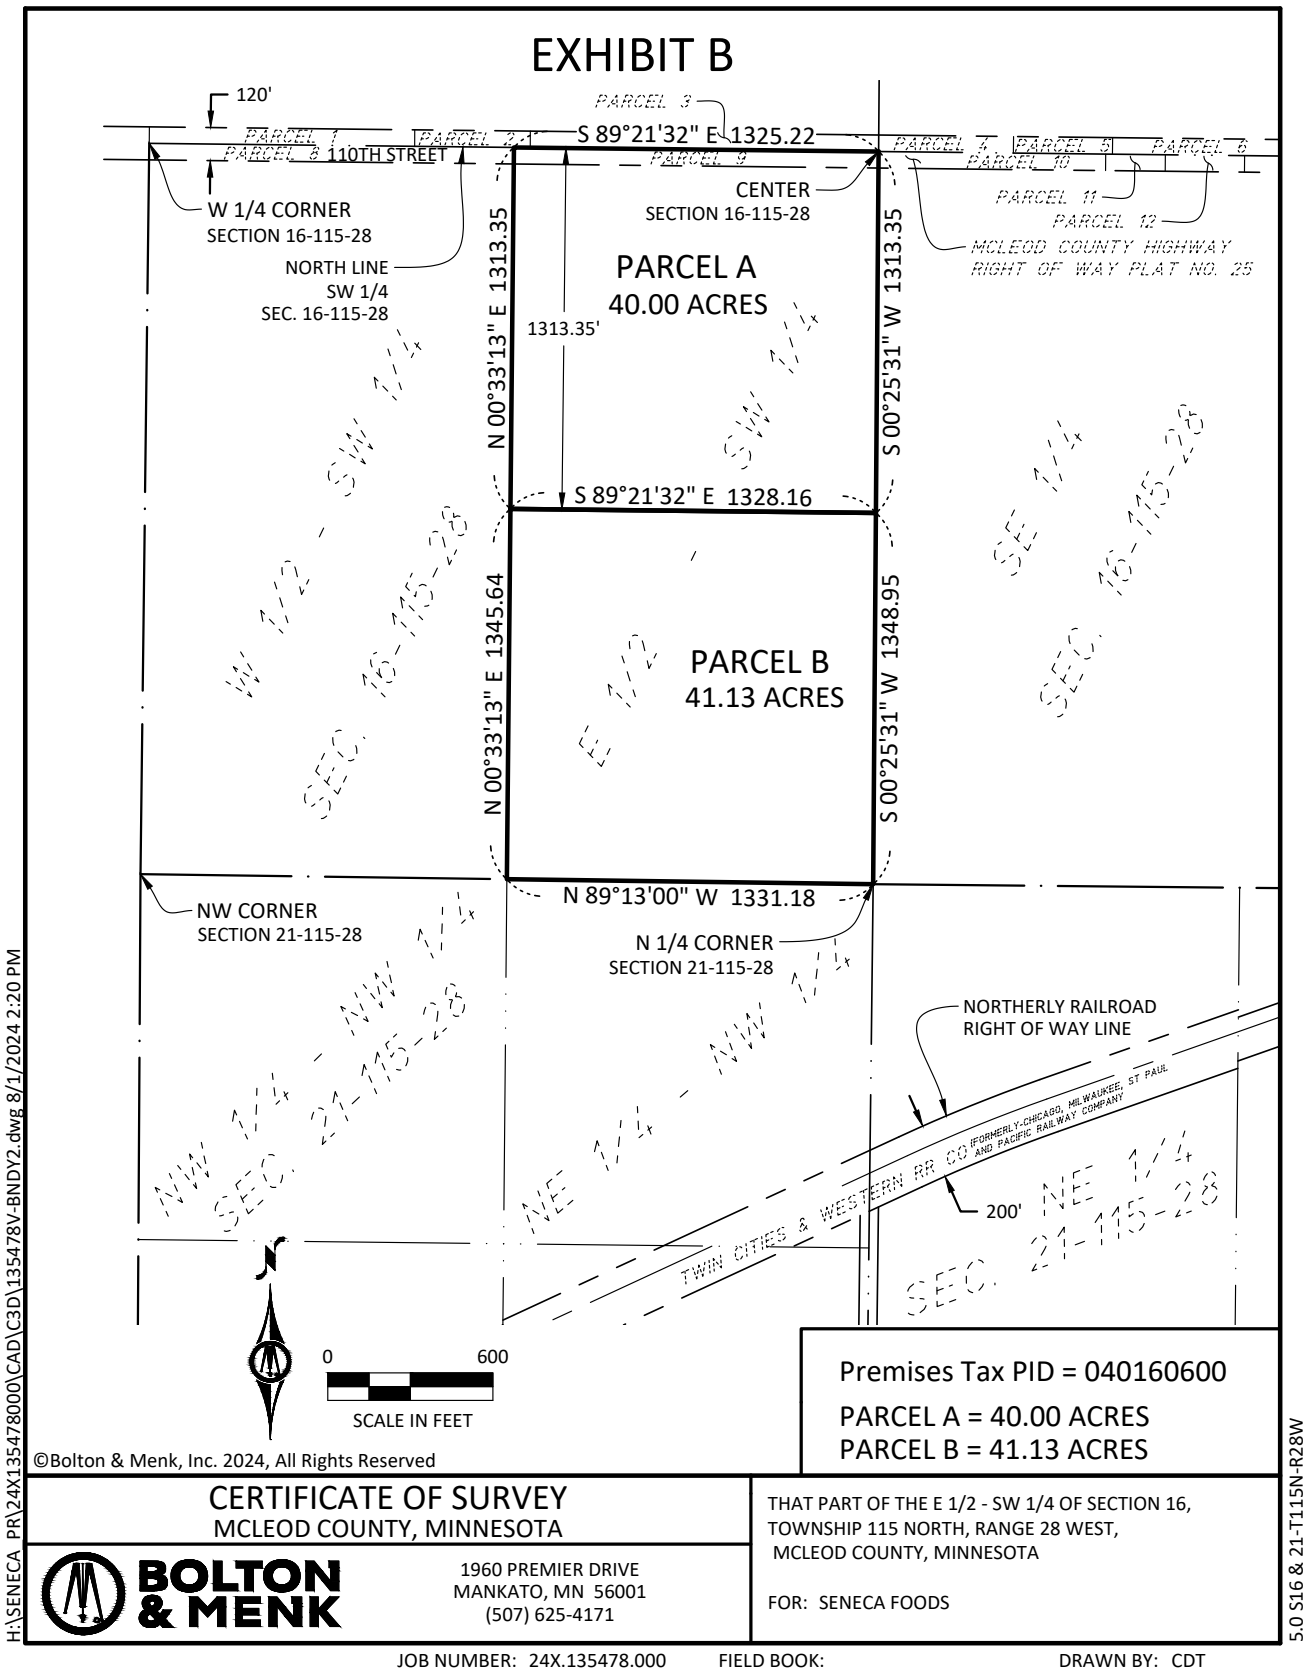 EXHIBIT B
120'
PARCEL 3
S 89°21'32" E 1325.22
PARCEL 1
PARCEL 2
PARCEL 4
PARCEL 5
PARCEL 6
PARCEL 8
110TH STREET
PARCEL 9
PARCEL 10
PARCEL 11
PARCEL 12
MCLEOD COUNTY HIGHWAY
RIGHT OF WAY PLAT NO. 25
W 1/4 CORNER
SECTION 16-115-28
CENTER
SECTION 16-115-28
NORTH LINE
SW 1/4
SEC. 16-115-28
N 00°33'13" E 1313.35
1313.35'
PARCEL A
40.00 ACRES
S 00°25'31" W 1313.35
W 1/2 - SW 1/4
SEC. 16-115-28
E 1/2 - SW 1/4
SE 1/4
SEC. 16-115-28
S 89°21'32" E 1328.16
N 00°33'13" E 1345.64
PARCEL B
41.13 ACRES
S 00°25'31" W 1348.95
N 89°13'00" W 1331.18
NW CORNER
SECTION 21-115-28
N 1/4 CORNER
SECTION 21-115-28
NW 1/4 - NW 1/4
SEC. 21-115-28
NE 1/4 - NW 1/4
NORTHERLY RAILROAD
RIGHT OF WAY LINE
TWIN CITIES & WESTERN RR CO
(FORMERLY-CHICAGO, MILWAUKEE, ST PAUL
AND PACIFIC RAILWAY COMPANY
200'
NE 1/4
SEC. 21-115-28
N
0 600
SCALE IN FEET
Premises Tax PID = 040160600
PARCEL A = 40.00 ACRES
PARCEL B = 41.13 ACRES
©Bolton & Menk, Inc. 2024, All Rights Reserved
CERTIFICATE OF SURVEY
MCLEOD COUNTY, MINNESOTA
BOLTON
& MENK
1960 PREMIER DRIVE
MANKATO, MN 56001
(507) 625-4171
THAT PART OF THE E 1/2 - SW 1/4 OF SECTION 16,
TOWNSHIP 115 NORTH, RANGE 28 WEST,
MCLEOD COUNTY, MINNESOTA
FOR: SENECA FOODS
JOB NUMBER: 24X.135478.000
FIELD BOOK:
DRAWN BY: CDT
H:\SENECA_PR\24X135478000\CAD\C3D\135478V-BNDY2.dwg 8/1/2024 2:20 PM
5.0 S16 & 21-T115N-R28W